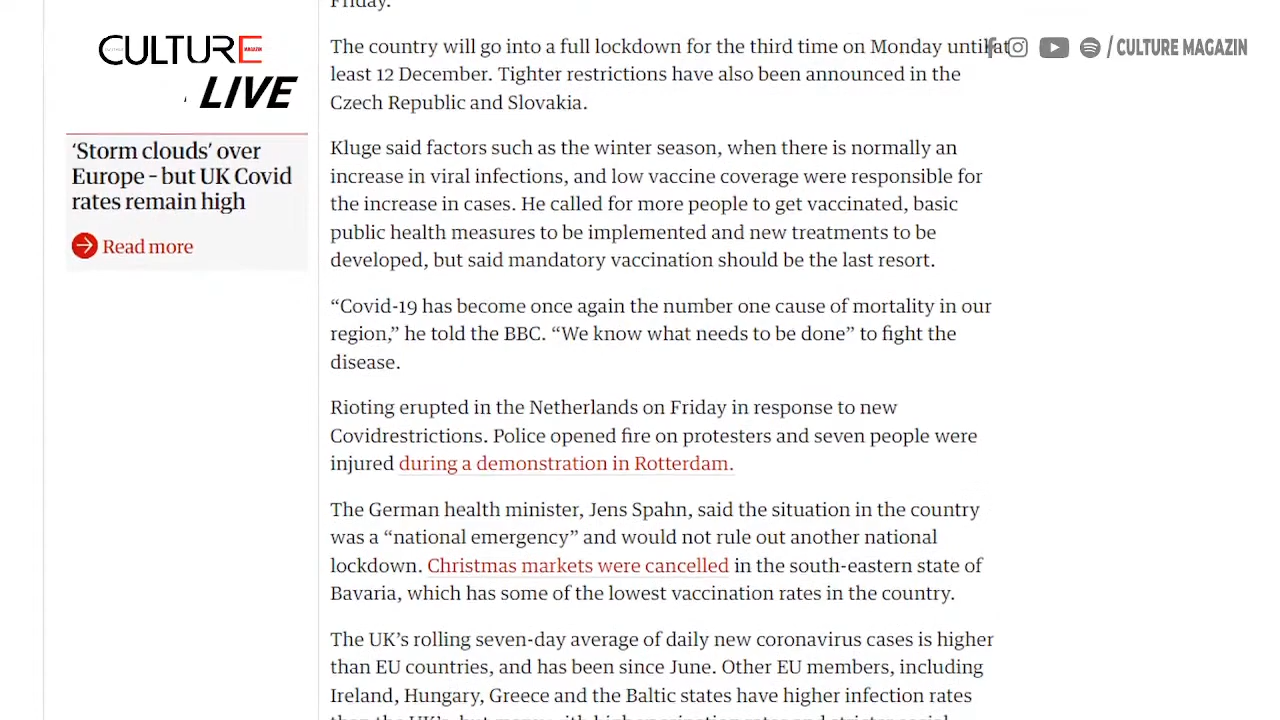 Friday.
CULTURE
MAGAZIN
LIVE
/ CULTURE MAGAZIN
‘Storm clouds’ over
Europe – but UK Covid
rates remain high
Read more
The country will go into a full lockdown for the third time on Monday until at
least 12 December. Tighter restrictions have also been announced in the
Czech Republic and Slovakia.
Kluge said factors such as the winter season, when there is normally an
increase in viral infections, and low vaccine coverage were responsible for
the increase in cases. He called for more people to get vaccinated, basic
public health measures to be implemented and new treatments to be
developed, but said mandatory vaccination should be the last resort.
“Covid-19 has become once again the number one cause of mortality in our
region,” he told the BBC. “We know what needs to be done” to fight the
disease.
Rioting erupted in the Netherlands on Friday in response to new
Covidrestrictions. Police opened fire on protesters and seven people were
injured during a demonstration in Rotterdam.
The German health minister, Jens Spahn, said the situation in the country
was a “national emergency” and would not rule out another national
lockdown. Christmas markets were cancelled in the south-eastern state of
Bavaria, which has some of the lowest vaccination rates in the country.
The UK’s rolling seven-day average of daily new coronavirus cases is higher
than EU countries, and has been since June. Other EU members, including
Ireland, Hungary, Greece and the Baltic states have higher infection rates